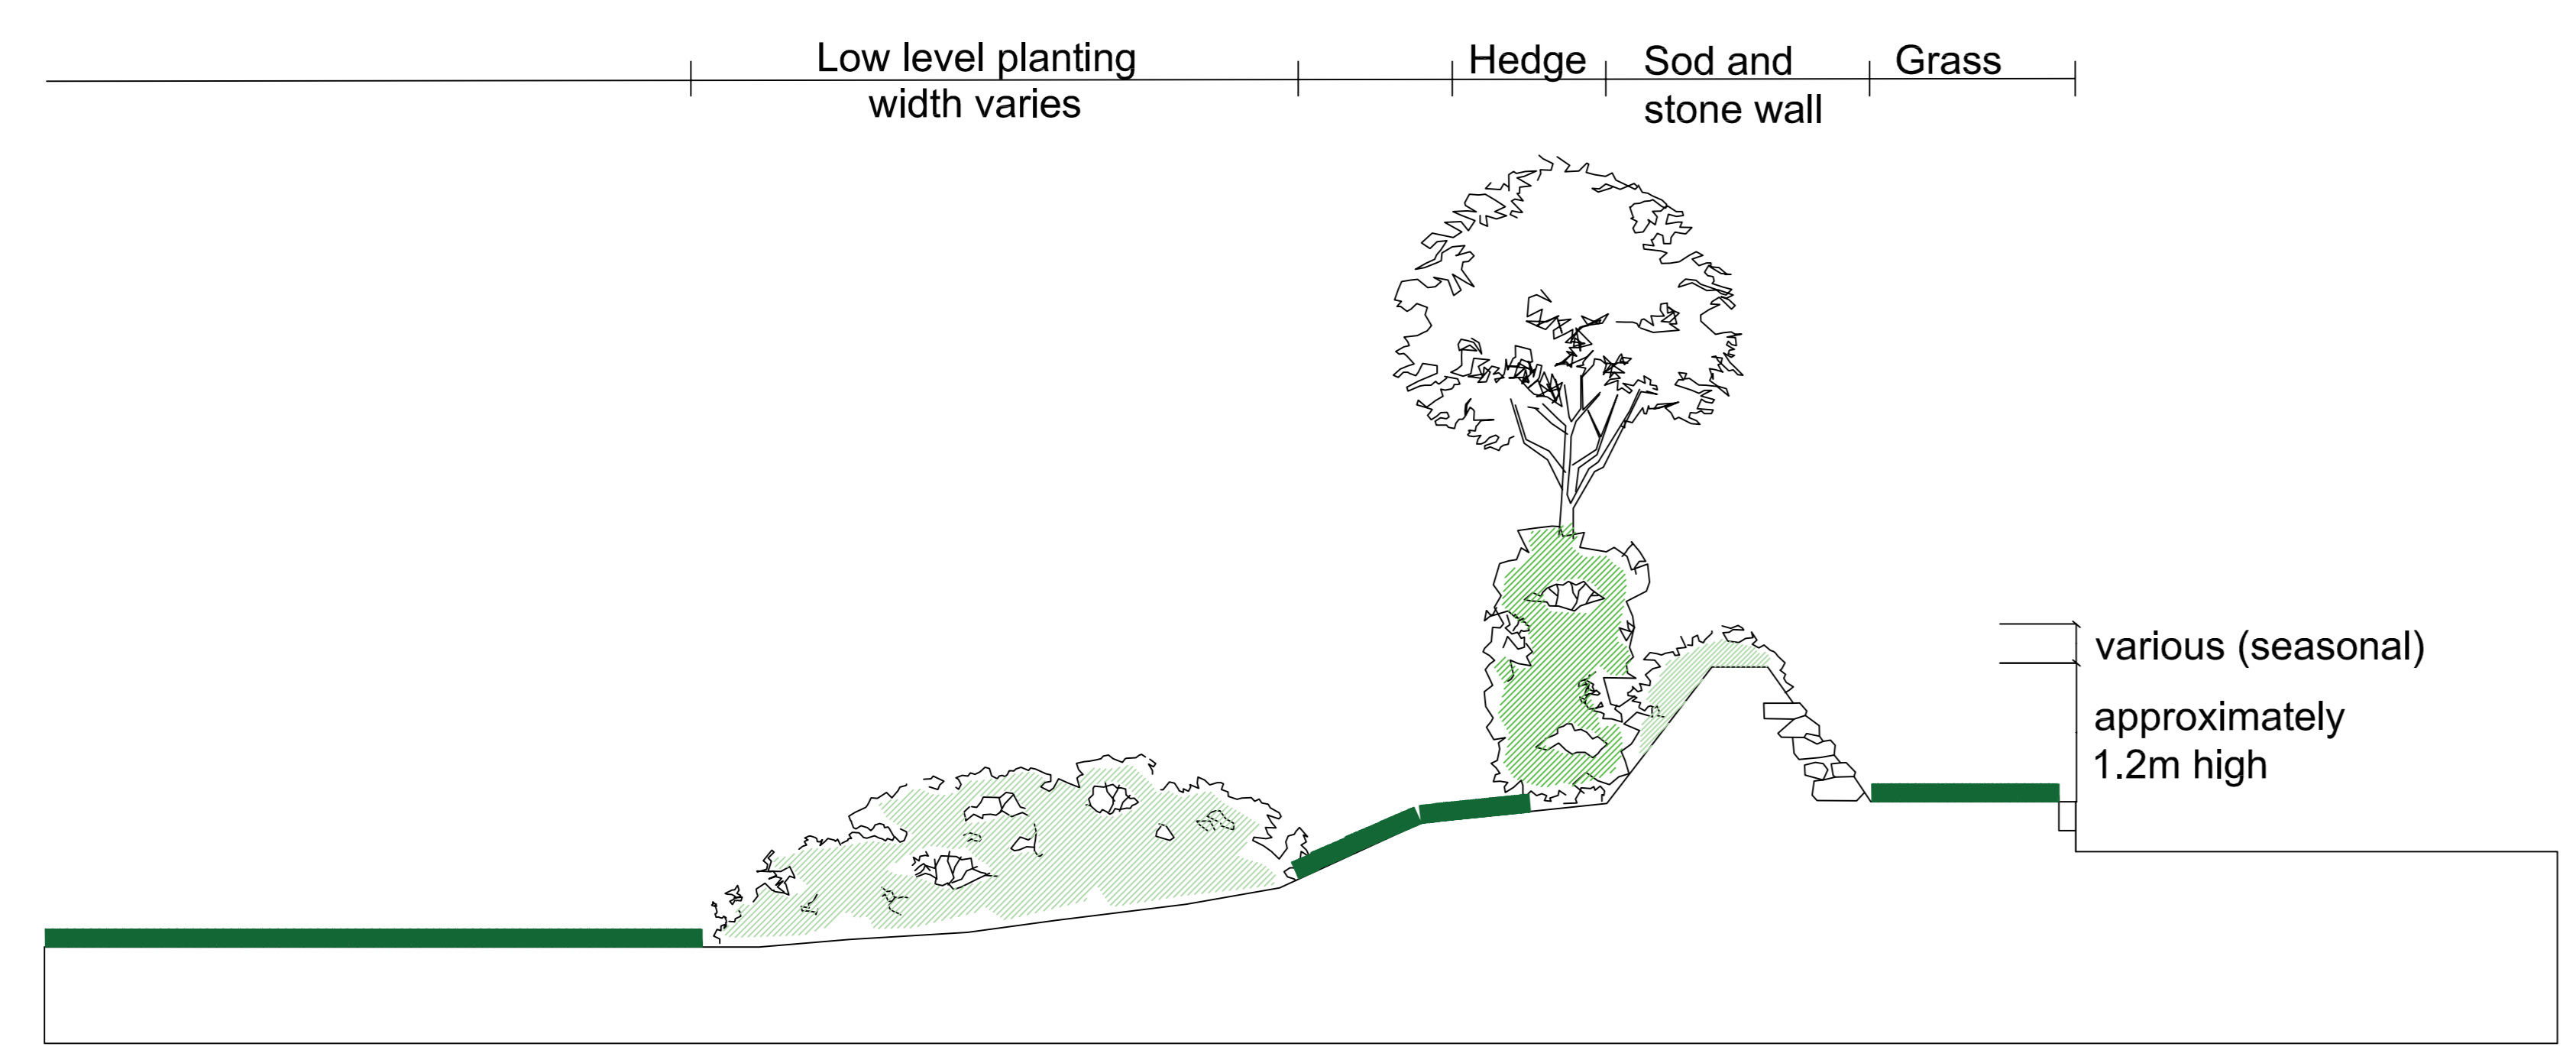 Low level planting
width varies
Hedge
Sod and
stone wall
Grass
various (seasonal)
approximately
1.2m high